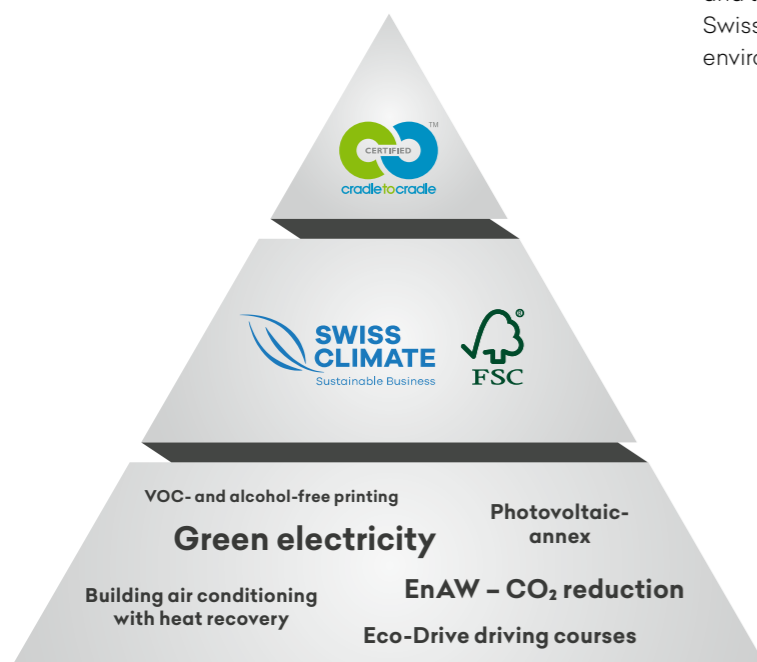 Swiss
TM
CERTIFIED
cradletocradle
SWISS
CLIMATE
Sustainable Business
®
FSC
VOC- and alcohol-free printing
Photovoltaic-
annex
Green electricity
EnAW – CO₂ reduction
Building air conditioning
with heat recovery
Eco-Drive driving courses